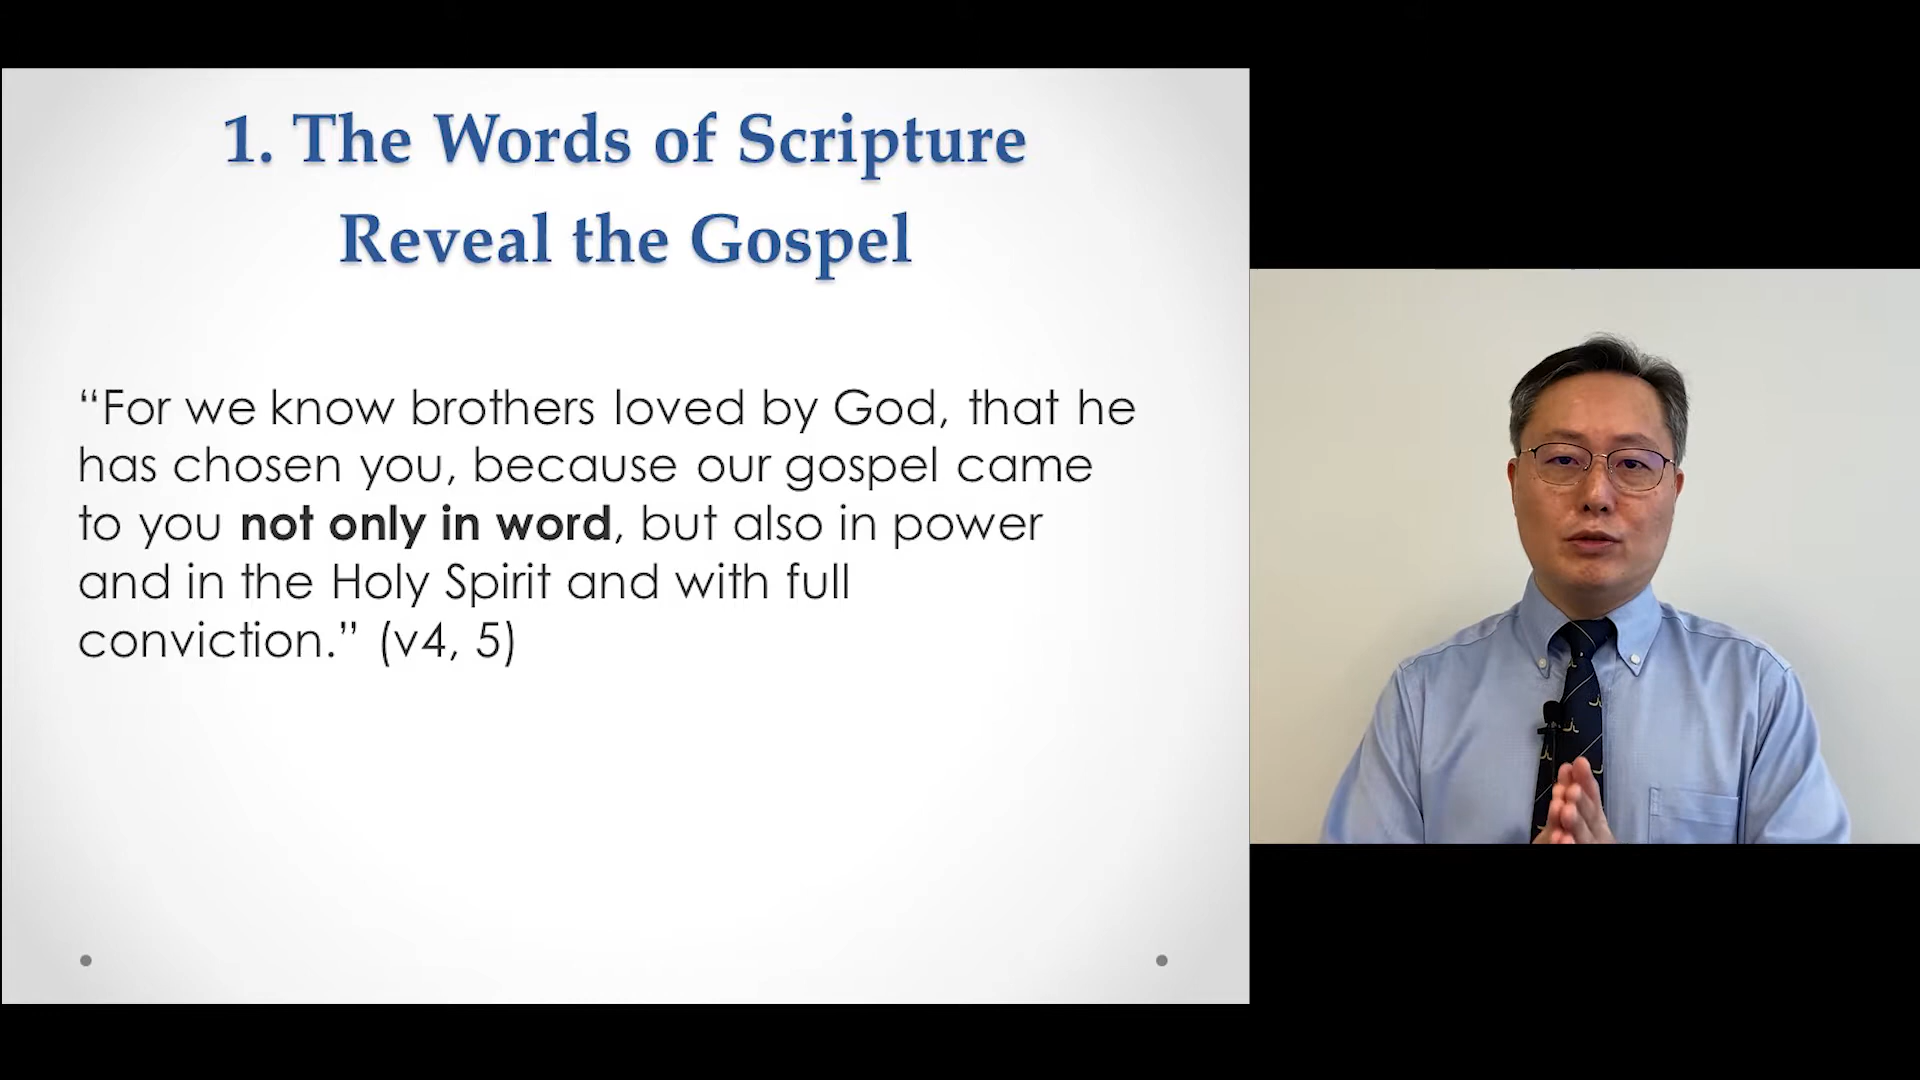 1. The Words of Scripture
Reveal the Gospel
“For we know brothers loved by God, that he
has chosen you, because our gospel came
to you not only in word, but also in power
and in the Holy Spirit and with full
conviction.” (v4, 5)